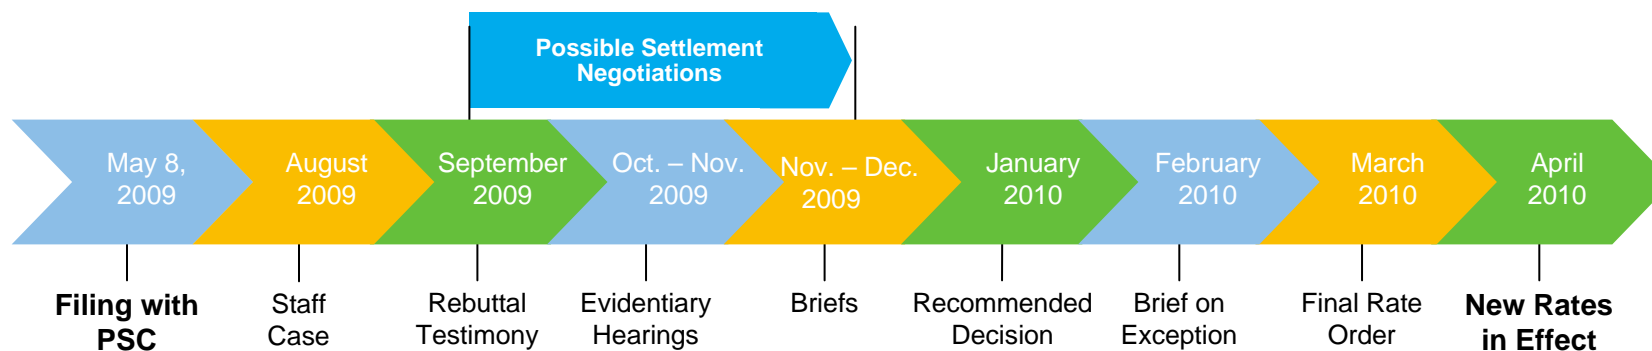 Possible Settlement
Negotiations
May 8,
2009
August
2009
September
2009
Oct. – Nov.
2009
Nov. – Dec.
2009
January
2010
February
2010
March
2010
April
2010
Filing with
PSC
Staff
Case
Rebuttal
Testimony
Evidentiary
Hearings
Briefs
Recommended
Decision
Brief on
Exception
Final Rate
Order
New Rates
in Effect